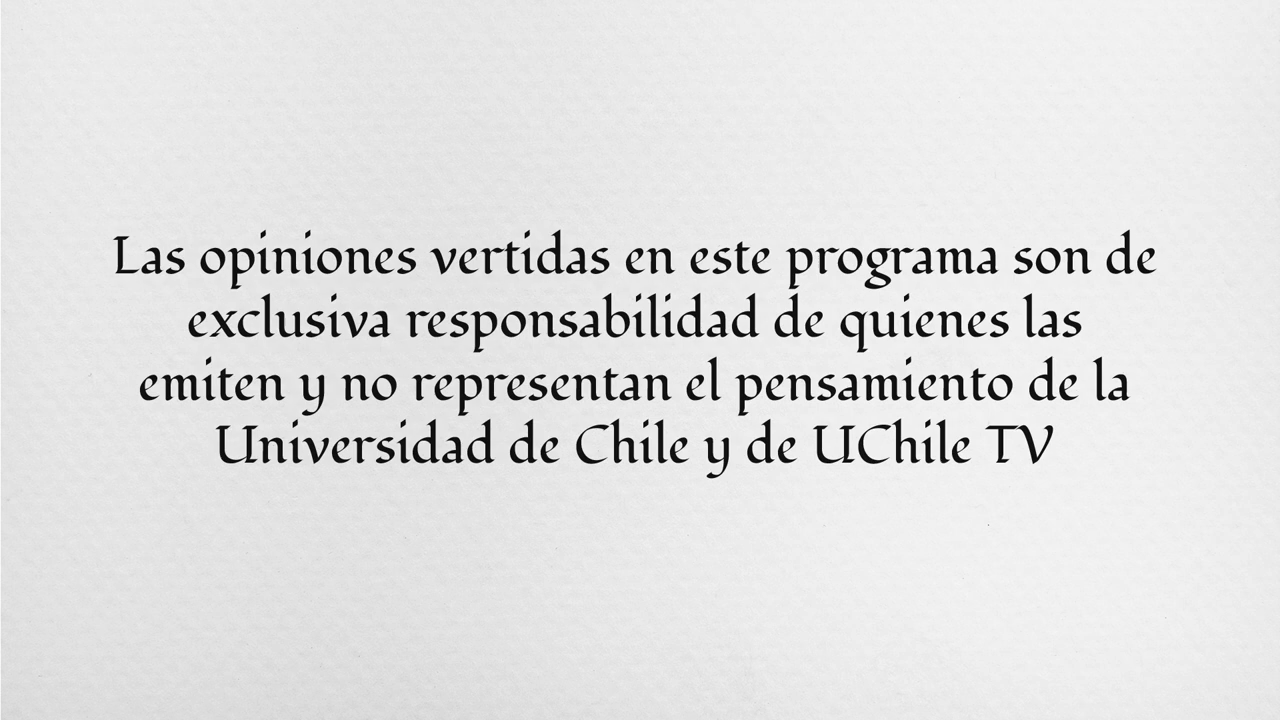 Las opiniones vertidas en este programa son de
exclusiva responsabilidad de quienes las
emiten y no representan el pensamiento de la
Universidad de Chile y de UChile TV